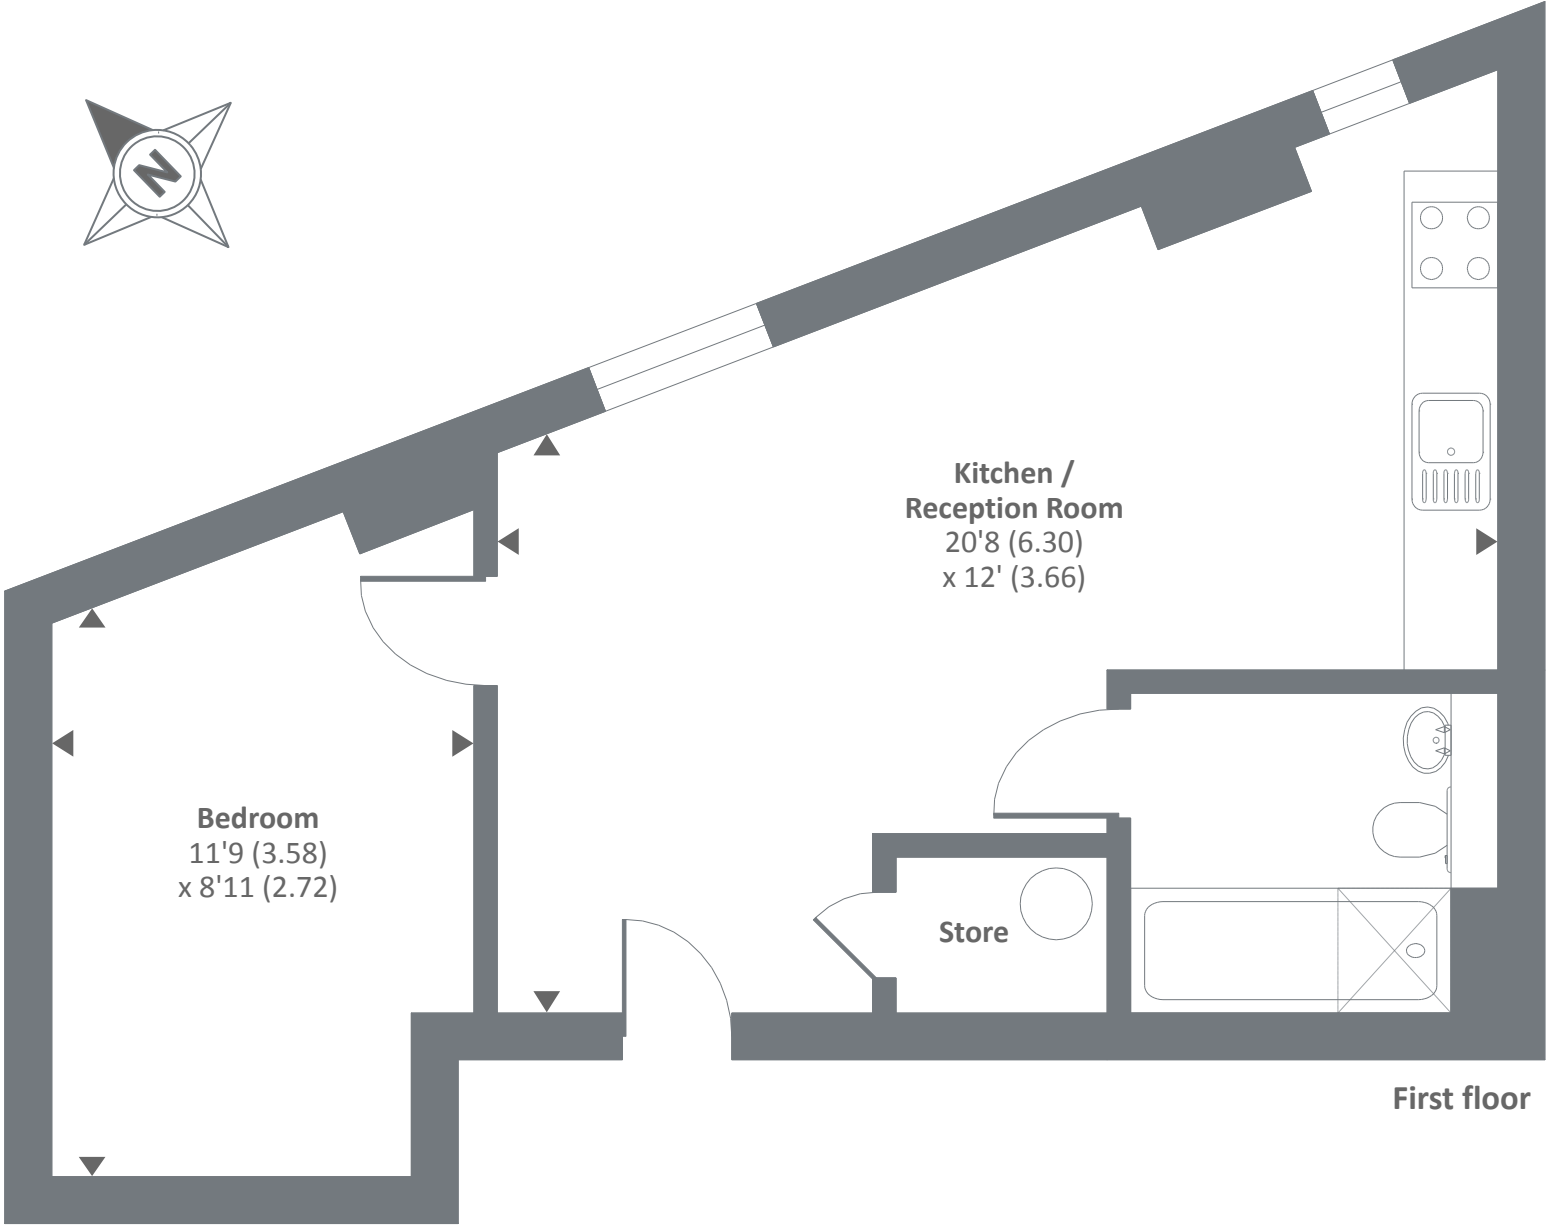 N
Kitchen /
Reception Room
20'8 (6.30)
x 12' (3.66)
Bedroom
11'9 (3.58)
x 8'11 (2.72)
Store
First floor